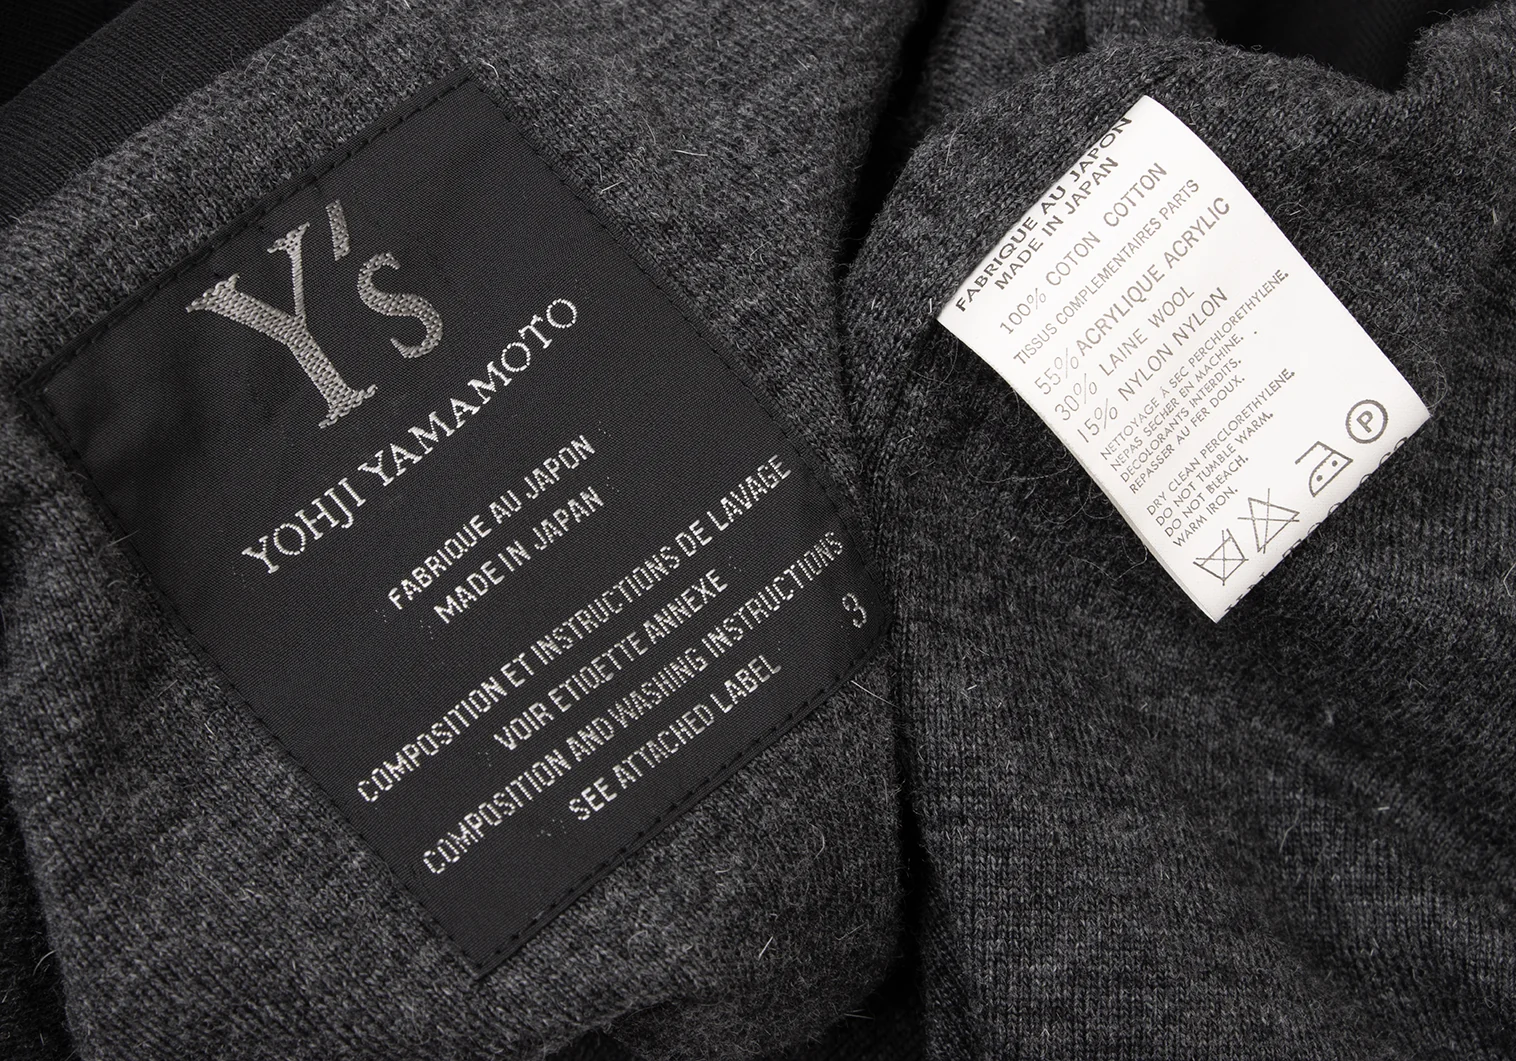 Y's
YOHJI YAMAMOTO
FABRIQUE AU JAPON
MADE IN JAPAN
COMPOSITION ET INSTRUCTIONS DE LAVAGE
VOIR ETIQETTE ANNEXE
COMPOSITION AND WASHING INSTRUCTIONS
SEE ATTACHED LABEL
3
FABRIQUE AU JAPON
MADE IN JAPAN
100% COTON COTTON
TISSUS COMPLEMENTAIRES PARTS
55% ACRYLIQUE ACRYLIC
30% LAINE WOOL
15% NYLON NYLON
NETTOYAGE À SEC PERCHLORETHYLENE.
NEPAS SECHER EN MACHINE.
DECOLORANTS INTERDITS.
REPASSER AU FER DOUX.
DRY CLEAN PERCLORETHYLENE.
DO NOT TUMBLE WARM.
DO NOT BLEACH.
WARM IRON.
P